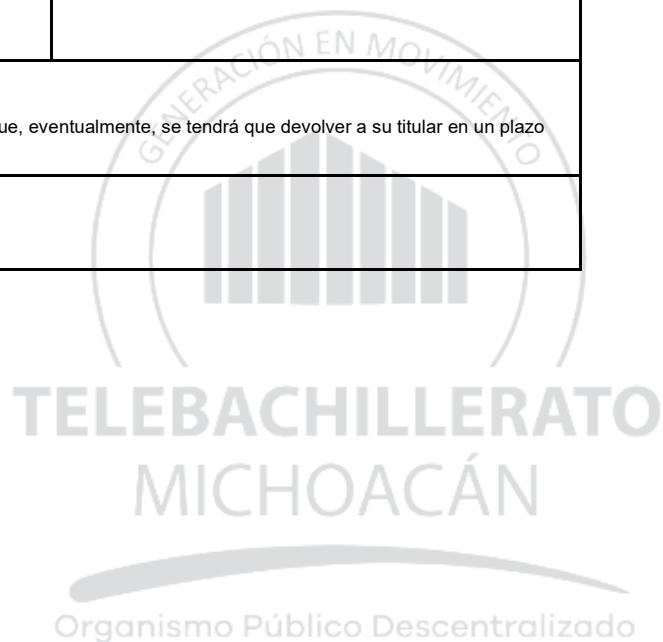 GENERACIÓN EN MOVIMIENTO
ue, eventualmente, se tendrá que devolver a su titular en un plazo
TELEBACHILLERATO
MICHOACÁN
Organismo Público Descentralizado